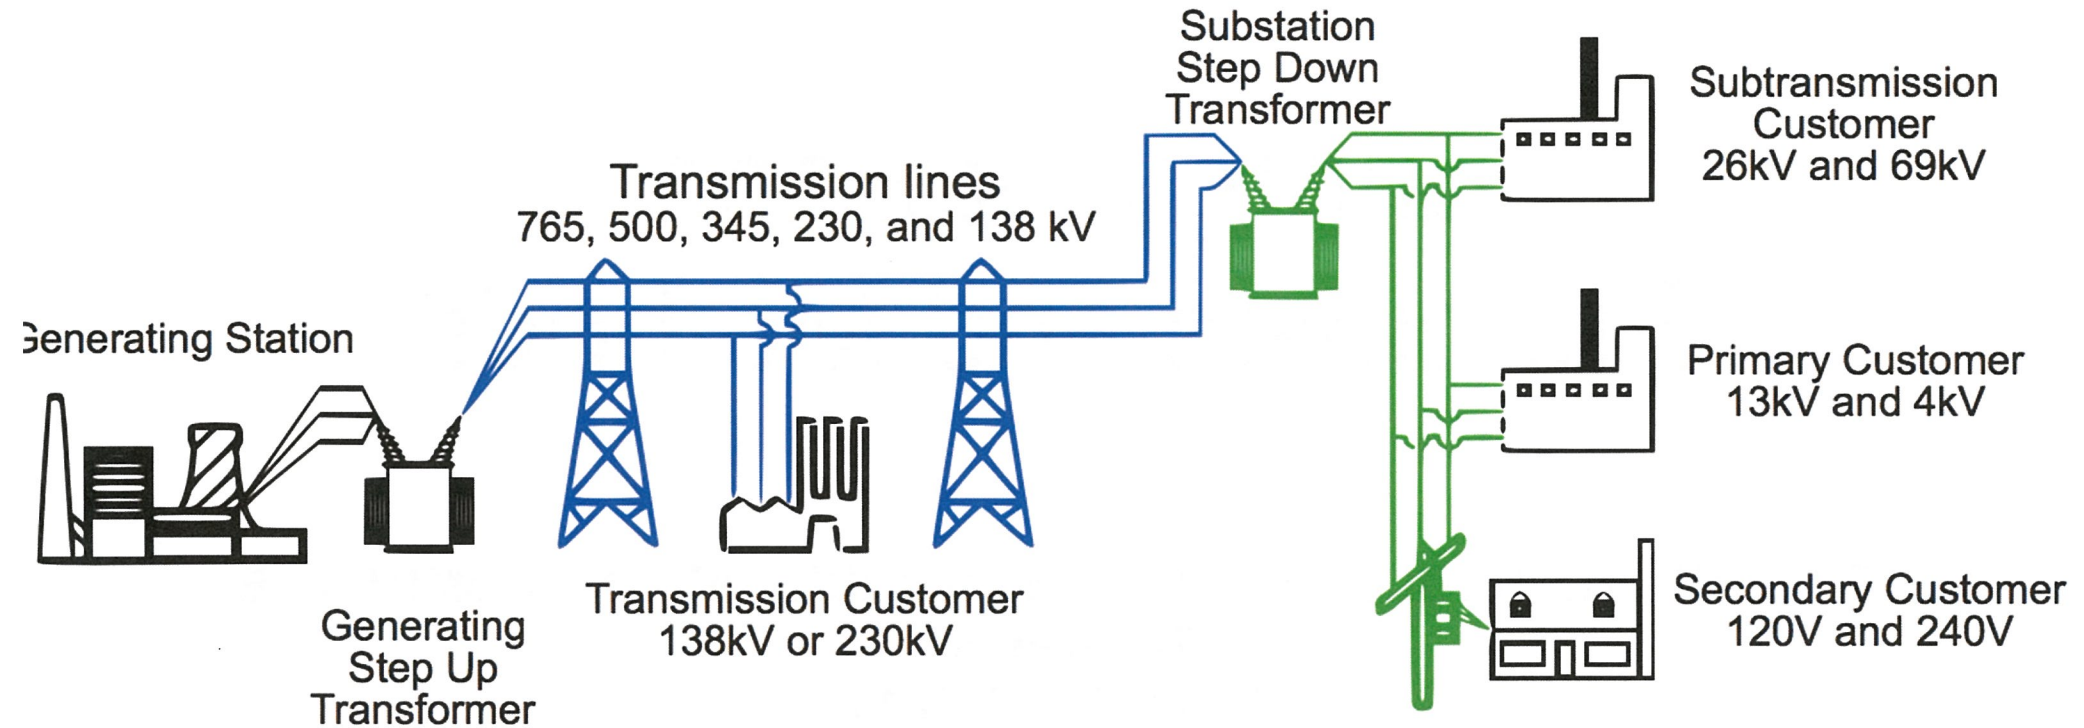 Substation
Step Down
Transformer
Subtransmission
Customer
26kV and 69kV
Transmission lines
765, 500, 345, 230, and 138 kV
Generating Station
Primary Customer
13kV and 4kV
Transmission Customer
138kV or 230kV
Secondary Customer
120V and 240V
Generating
Step Up
Transformer